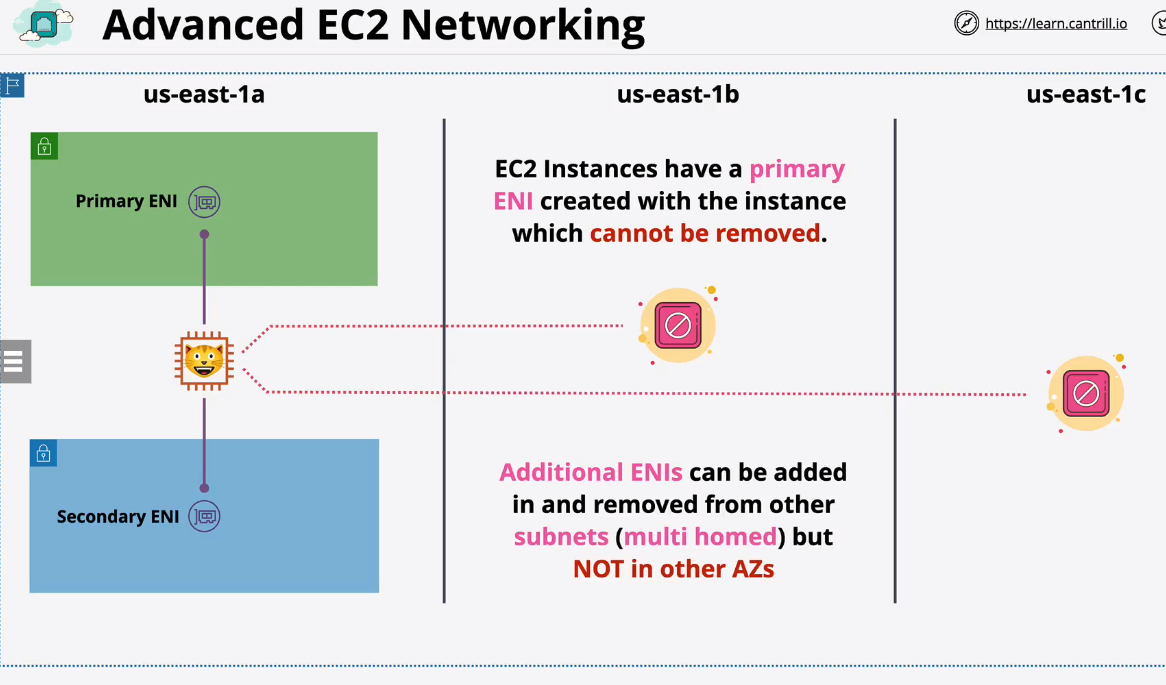 Advanced EC2 Networking
https://learn.cantrill.io
us-east-1a
us-east-1b
us-east-1c
Primary ENI
EC2 Instances have a primary
ENI created with the instance
which cannot be removed.
Additional ENIs can be added
in and removed from other
subnets (multi homed) but
NOT in other AZs
Secondary ENI